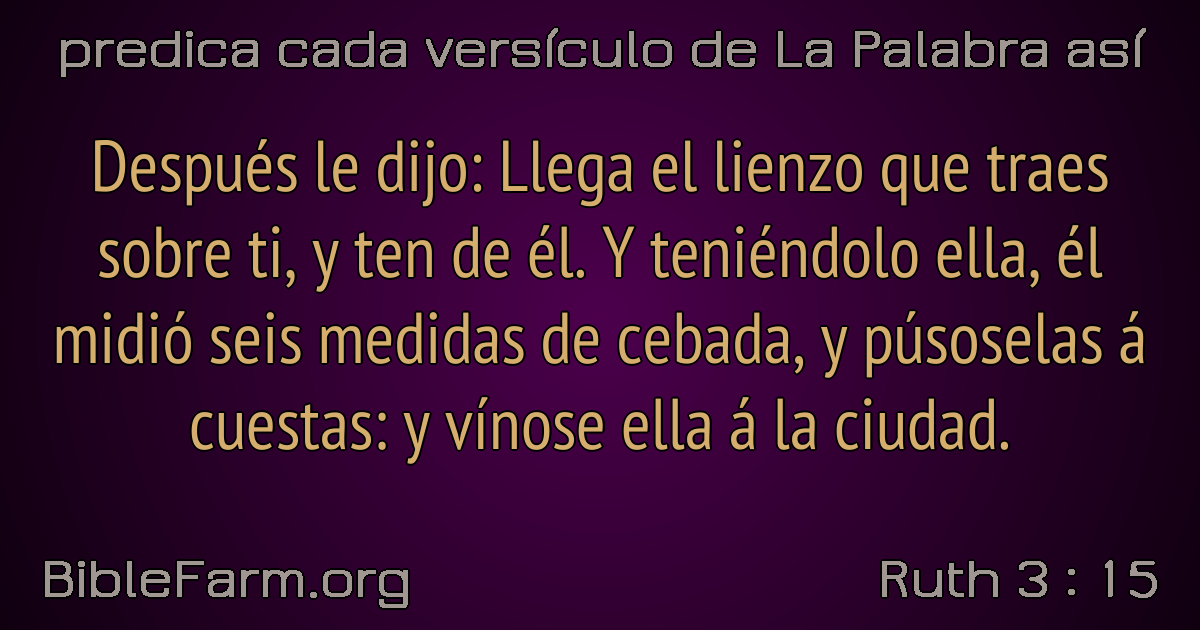 predica cada versículo de La Palabra así
Después le dijo: Llega el lienzo que traes
sobre ti, y ten de él. Y teniéndolo ella, él
midió seis medidas de cebada, y púsoselas á
cuestas: y vínose ella á la ciudad.
BibleFarm.org
Ruth 3 : 15